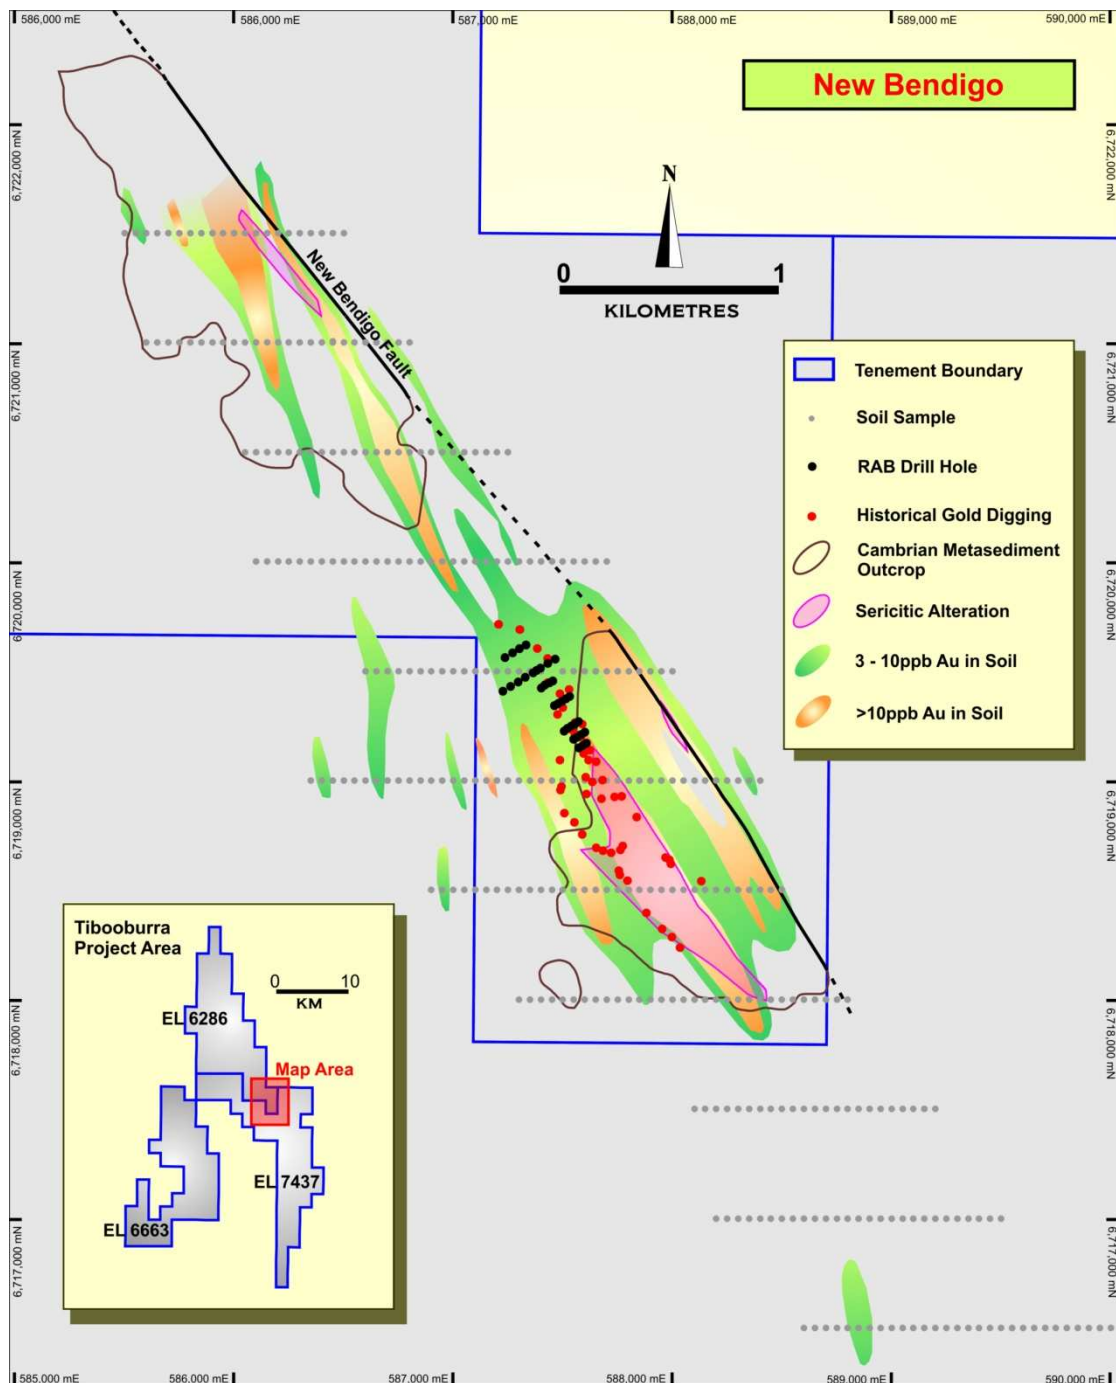 586,000 mE
586,000 mE
587,000 mE
588,000 mE
589,000 mE
590,000 mE
New Bendigo
6,722,000 mN
6,722,000 mN
N
0 1
KILOMETRES
New Bendigo Fault
6,721,000 mN
6,721,000 mN
Tenement Boundary
Soil Sample
RAB Drill Hole
Historical Gold Digging
Cambrian Metasediment
Outcrop
Sericitic Alteration
3 - 10ppb Au in Soil
>10ppb Au in Soil
6,720,000 mN
6,720,000 mN
6,719,000 mN
6,719,000 mN
Tibooburra
Project Area
0 10
KM
EL 6286
Map Area
EL 7437
EL 6663
6,718,000 mN
6,718,000 mN
6,717,000 mN
6,717,000 mN
585,000 mE
586,000 mE
587,000 mE
588,000 mE
589,000 mE
590,000 mE